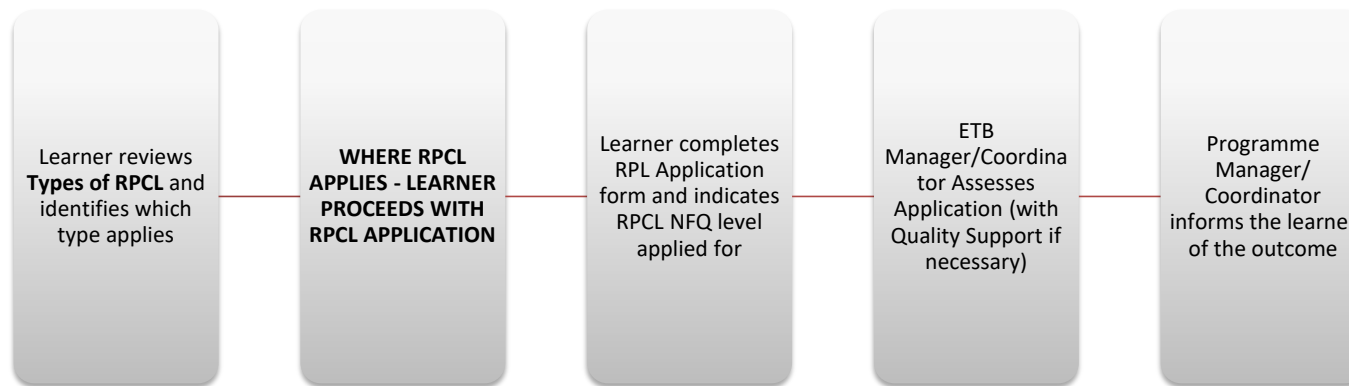 Learner reviews
Types of RPCL and
identifies which
type applies
WHERE RPCL
APPLIES - LEARNER
PROCEEDS WITH
RPCL APPLICATION
Learner completes
RPL Application
form and indicates
RPCL NFQ level
applied for
ETB
Manager/Coordina
tor Assesses
Application (with
Quality Support if
necessary)
Programme
Manager/
Coordinator
informs the learne
of the outcome